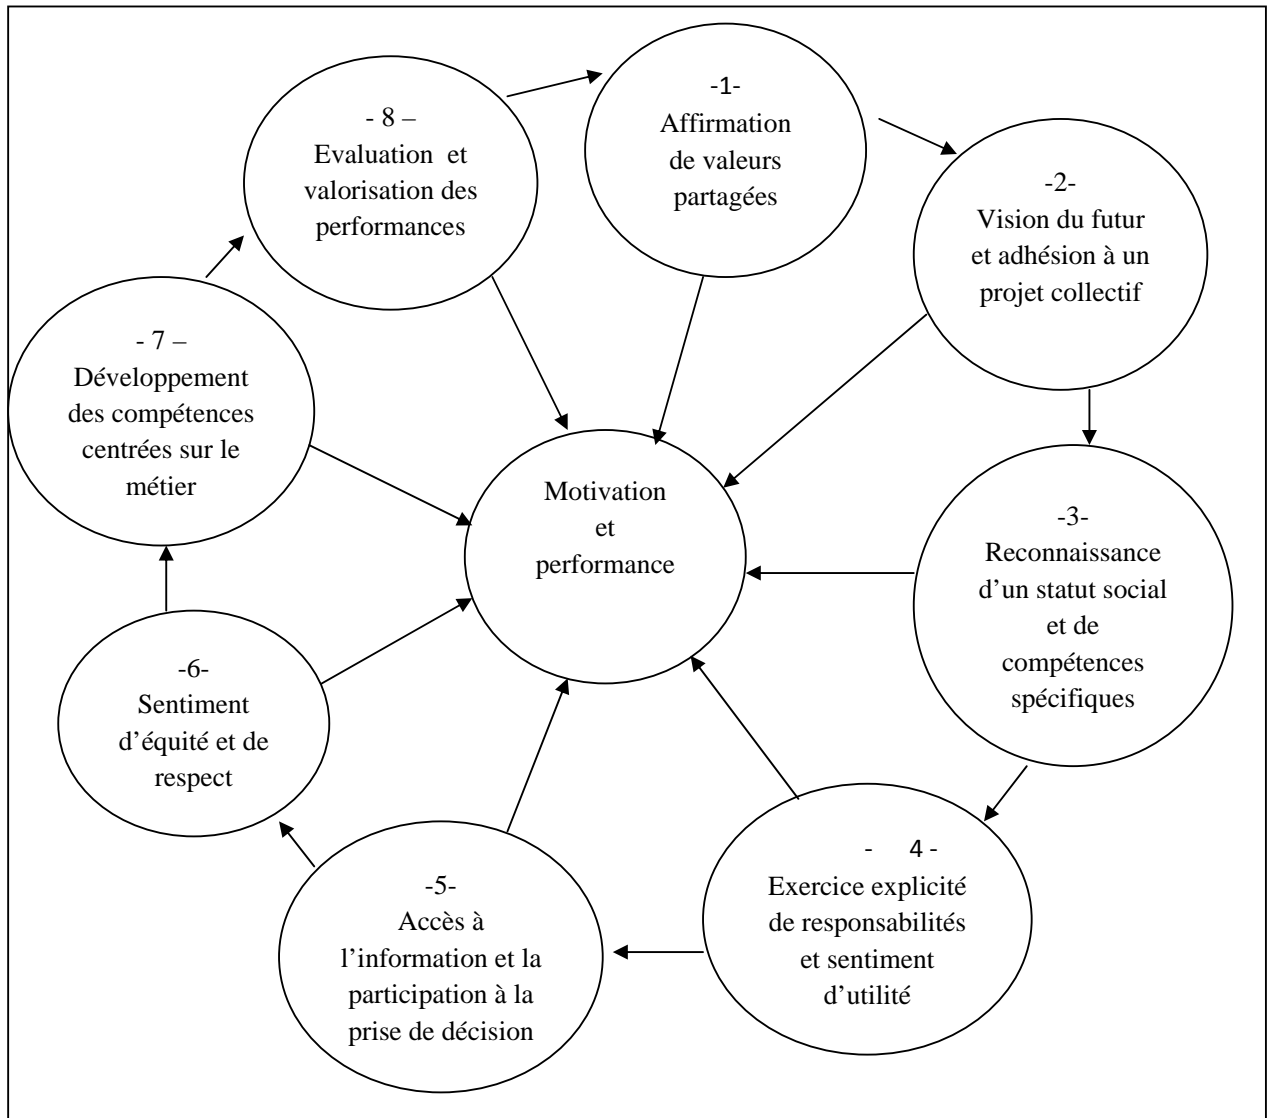 -1-
Affirmation
de valeurs
partagées
-2-
Vision du futur
et adhésion à un
projet collectif
-3-
Reconnaissance
d’un statut social
et de
compétences
spécifiques
- 4 -
Exercice explicité
de responsabilités
et sentiment
d’utilité
-5-
Accès à
l’information et la
participation à la
prise de décision
-6-
Sentiment
d’équité et de
respect
- 7 –
Développement
des compétences
centrées sur le
métier
- 8 –
Evaluation et
valorisation des
performances
Motivation
et
performance